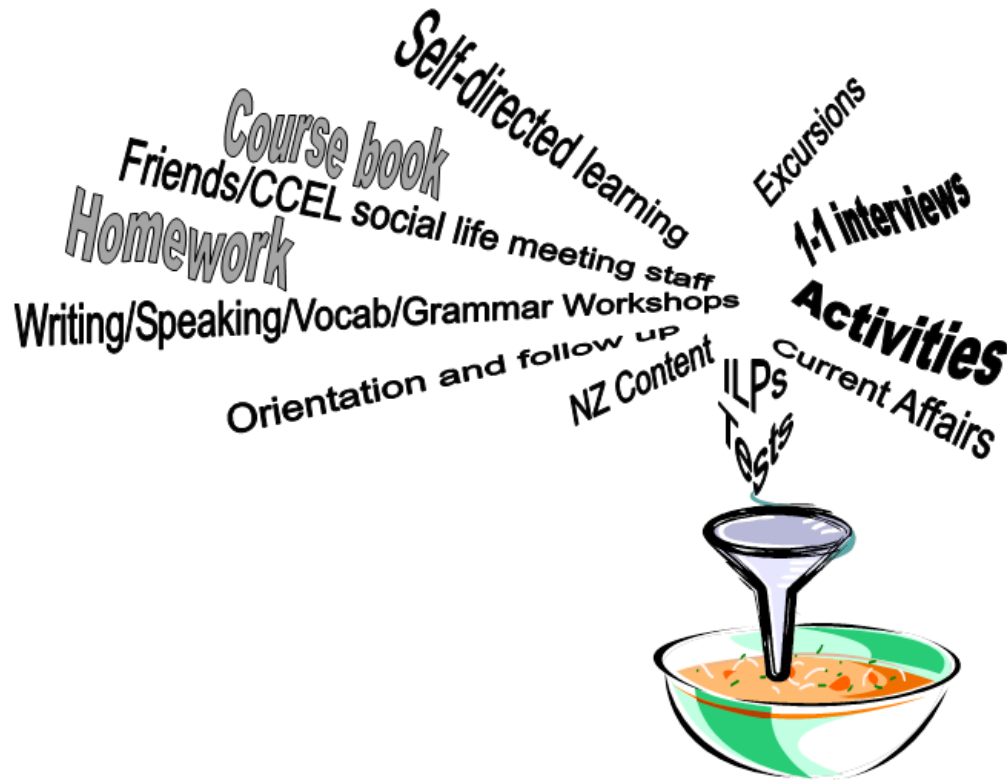 Self-directed learning
Excursions
Course book
Friends/CCEL social life meeting staff
1-1 interviews
Homework
Writing/Speaking/Vocab/Grammar Workshops
Activities
Orientation and follow up
NZ Content
ILPs
Current Affairs
Tests